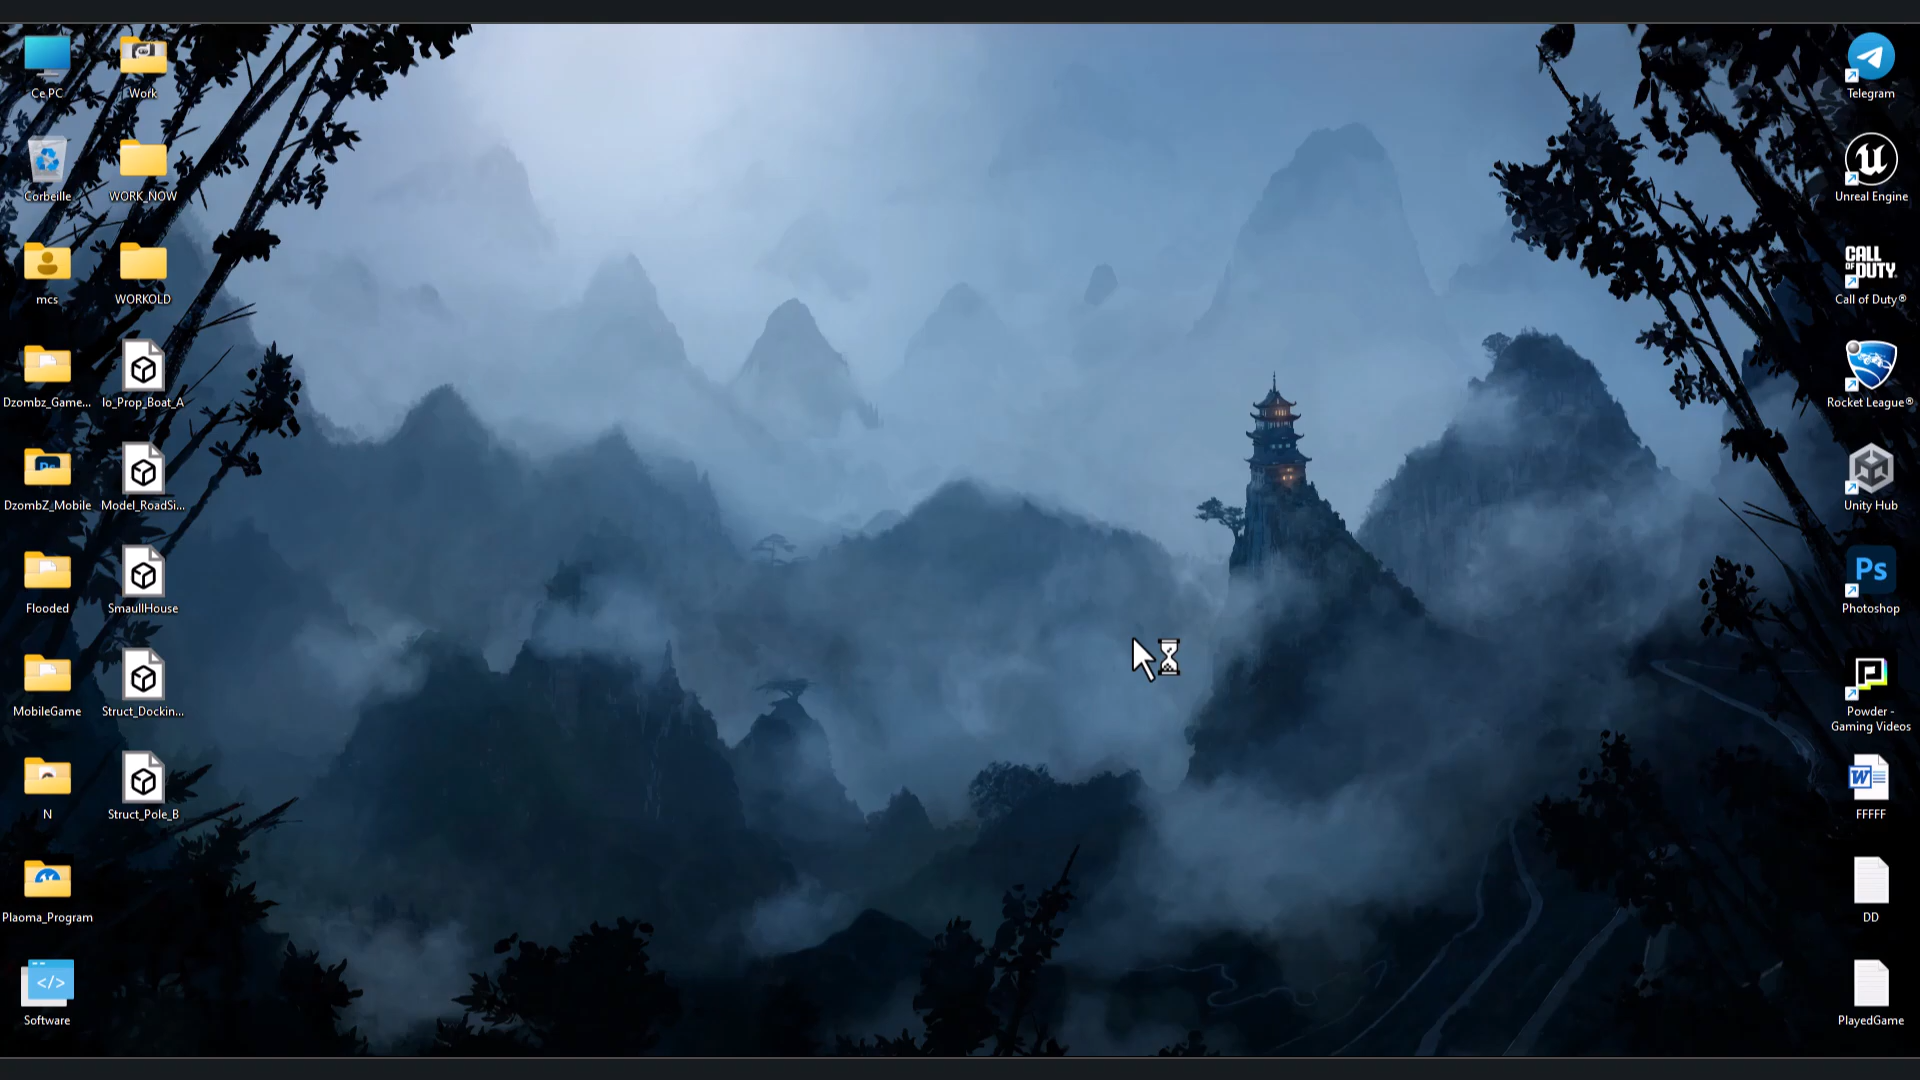 Ce PC
Work
Corbeille
WORK_NOW
mcs
WORKOLD
Dzombz_Game...
Io_Prop_Boat_A
DzombZ_Mobile
Ps
Model_RoadSi...
Flooded
SmaullHouse
MobileGame
Struct_Dockin...
N
Struct_Pole_B
Plaoma_Program
</>
Software
Telegram
Unreal Engine
CALL
OF DUTY
Call of Duty®
Rocket League®
Unity Hub
Ps
Photoshop
Powder -
Gaming Videos
W
FFFFF
DD
PlayedGame